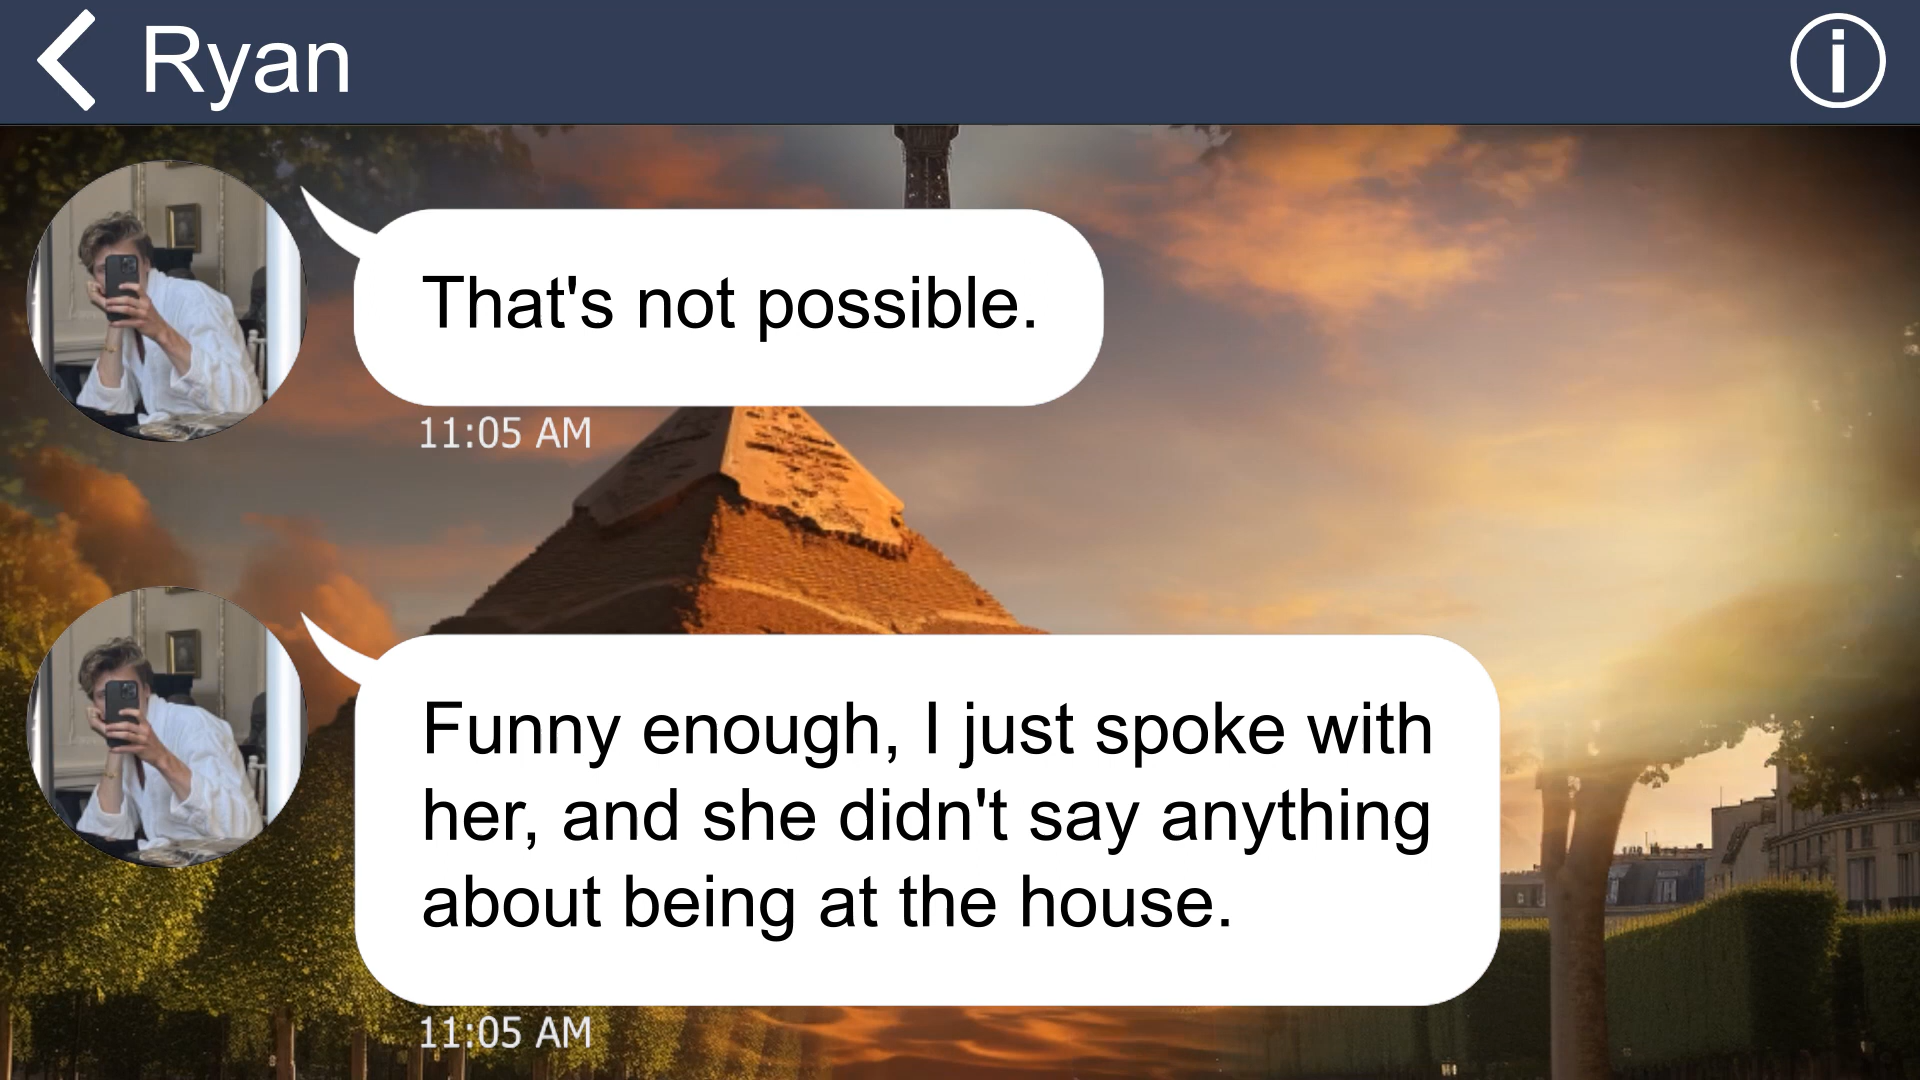 Ryan
That's not possible.
11:05 AM
Funny enough, I just spoke with
her, and she didn't say anything
about being at the house.
11:05 AM